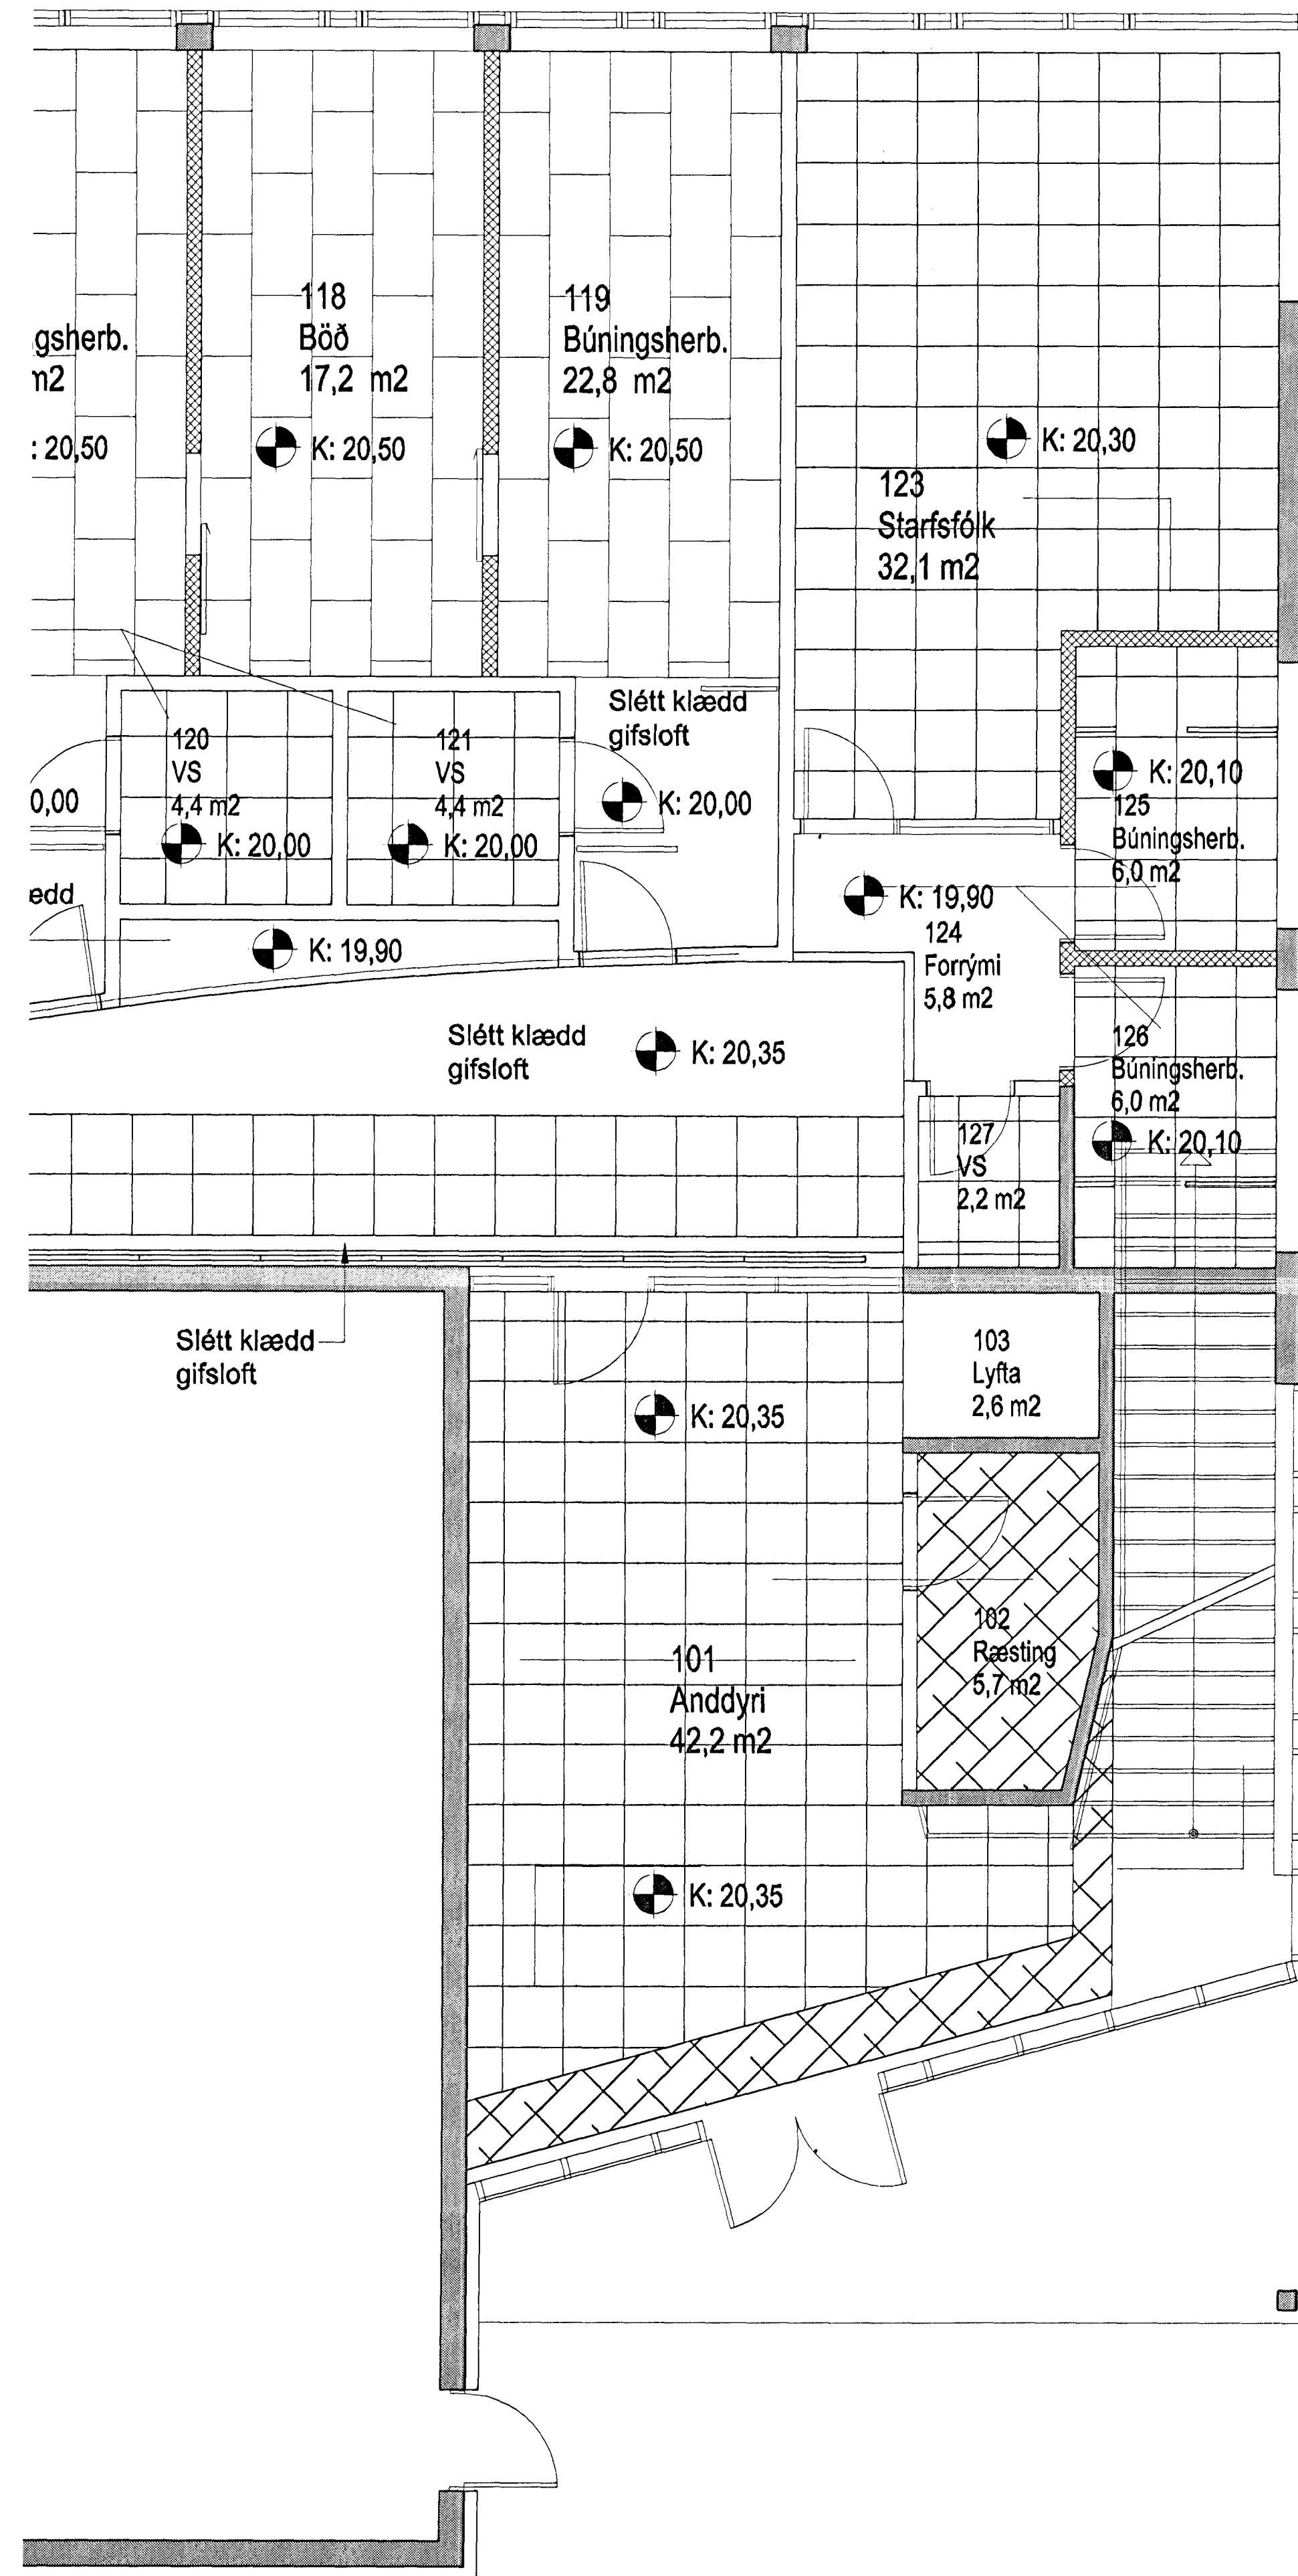 118
Böð
17,2 m2
119
Búningsherb.
22,8 m2
gsherb.
m2
: 20,50
K: 20,50
K: 20,50
K: 20,30
123
Starfsfólk
32,1 m2
Slétt klædd
gifsloft
120
VS
4,4 m2
K: 20,00
121
VS
4,4 m2
K: 20,00
K: 20,00
0,00
K: 20,10
125
Búningsherb.
6,0 m2
ædd
K: 19,90
K: 19,90
124
Forrými
5,8 m2
Slétt klædd
gifsloft
K: 20,35
126
Búningsherb.
6,0 m2
K: 20,10
127
VS
2,2 m2
Slétt klædd
gifsloft
103
Lyfta
2,6 m2
K: 20,35
102
Ræsting
5,7 m2
101
Anddyri
42,2 m2
K: 20,35